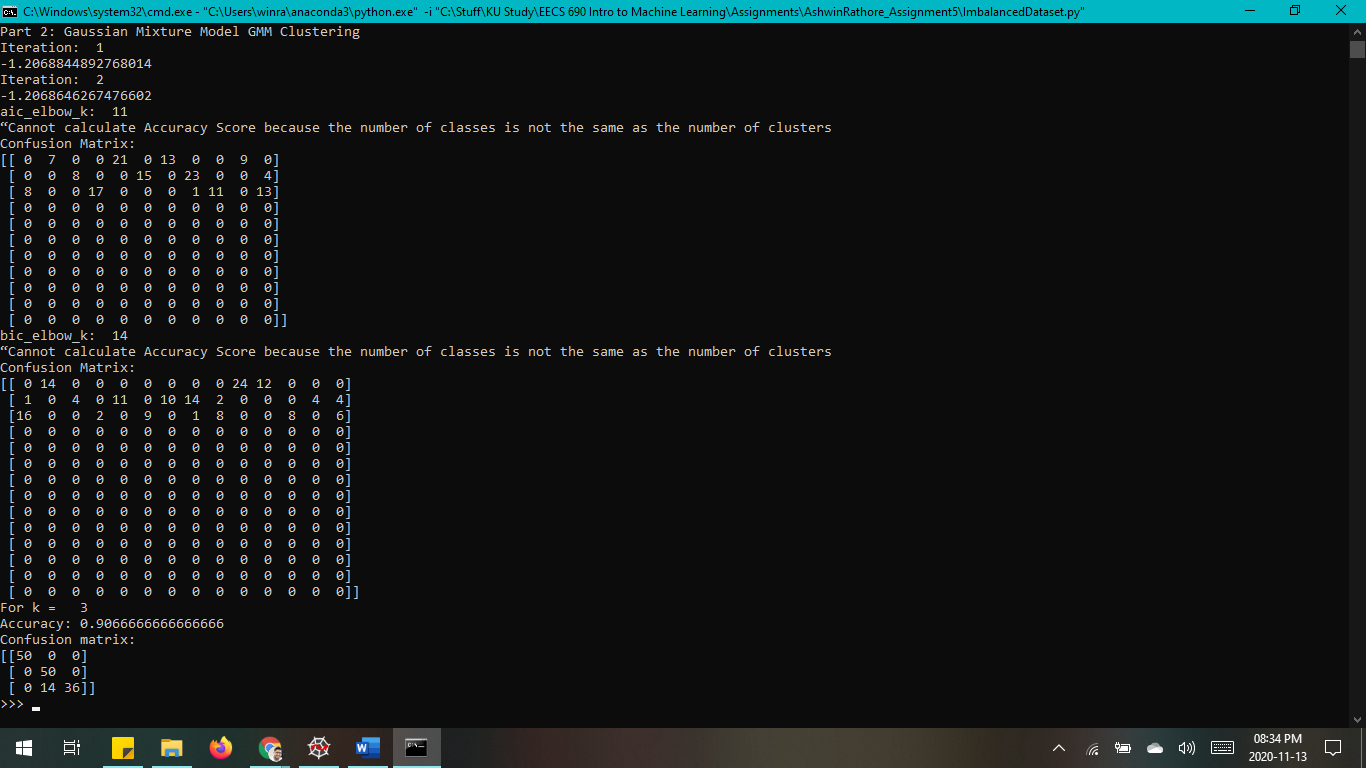 C:\Windows\system32\cmd.exe - "C:\Users\winra\anaconda3\python.exe"  -i "C:\Stuff\KU Study\EECS 690 Intro to Machine Learning\Assignments\AshwinRathore_Assignment5\ImbalancedDataset.py"
Part 2: Gaussian Mixture Model GMM Clustering
Iteration:  1
-1.2068844892768014
Iteration:  2
-1.2068646267476602
aic_elbow_k:  11
“Cannot calculate Accuracy Score because the number of classes is not the same as the number of clusters
Confusion Matrix:
[[ 0  7  0  0 21  0 13  0  0  9  0]
 [ 0  0  8  0  0 15  0 23  0  0  4]
 [ 8  0  0 17  0  0  0  1 11  0 13]
 [ 0  0  0  0  0  0  0  0  0  0  0]
 [ 0  0  0  0  0  0  0  0  0  0  0]
 [ 0  0  0  0  0  0  0  0  0  0  0]
 [ 0  0  0  0  0  0  0  0  0  0  0]
 [ 0  0  0  0  0  0  0  0  0  0  0]
 [ 0  0  0  0  0  0  0  0  0  0  0]
 [ 0  0  0  0  0  0  0  0  0  0  0]
 [ 0  0  0  0  0  0  0  0  0  0  0]]
bic_elbow_k:  14
“Cannot calculate Accuracy Score because the number of classes is not the same as the number of clusters
Confusion Matrix:
[[ 0 14  0  0  0  0  0  0  0 24 12  0  0  0]
 [ 1  0  4  0 11  0 10 14  2  0  0  0  4  4]
 [16  0  0  2  0  9  0  1  8  0  0  8  0  6]
 [ 0  0  0  0  0  0  0  0  0  0  0  0  0  0]
 [ 0  0  0  0  0  0  0  0  0  0  0  0  0  0]
 [ 0  0  0  0  0  0  0  0  0  0  0  0  0  0]
 [ 0  0  0  0  0  0  0  0  0  0  0  0  0  0]
 [ 0  0  0  0  0  0  0  0  0  0  0  0  0  0]
 [ 0  0  0  0  0  0  0  0  0  0  0  0  0  0]
 [ 0  0  0  0  0  0  0  0  0  0  0  0  0  0]
 [ 0  0  0  0  0  0  0  0  0  0  0  0  0  0]
 [ 0  0  0  0  0  0  0  0  0  0  0  0  0  0]
 [ 0  0  0  0  0  0  0  0  0  0  0  0  0  0]
 [ 0  0  0  0  0  0  0  0  0  0  0  0  0  0]]
For k =   3
Accuracy: 0.9066666666666666
Confusion matrix:
[[50  0  0]
 [ 0 50  0]
 [ 0 14 36]]
>>>
08:34 PM
2020-11-13